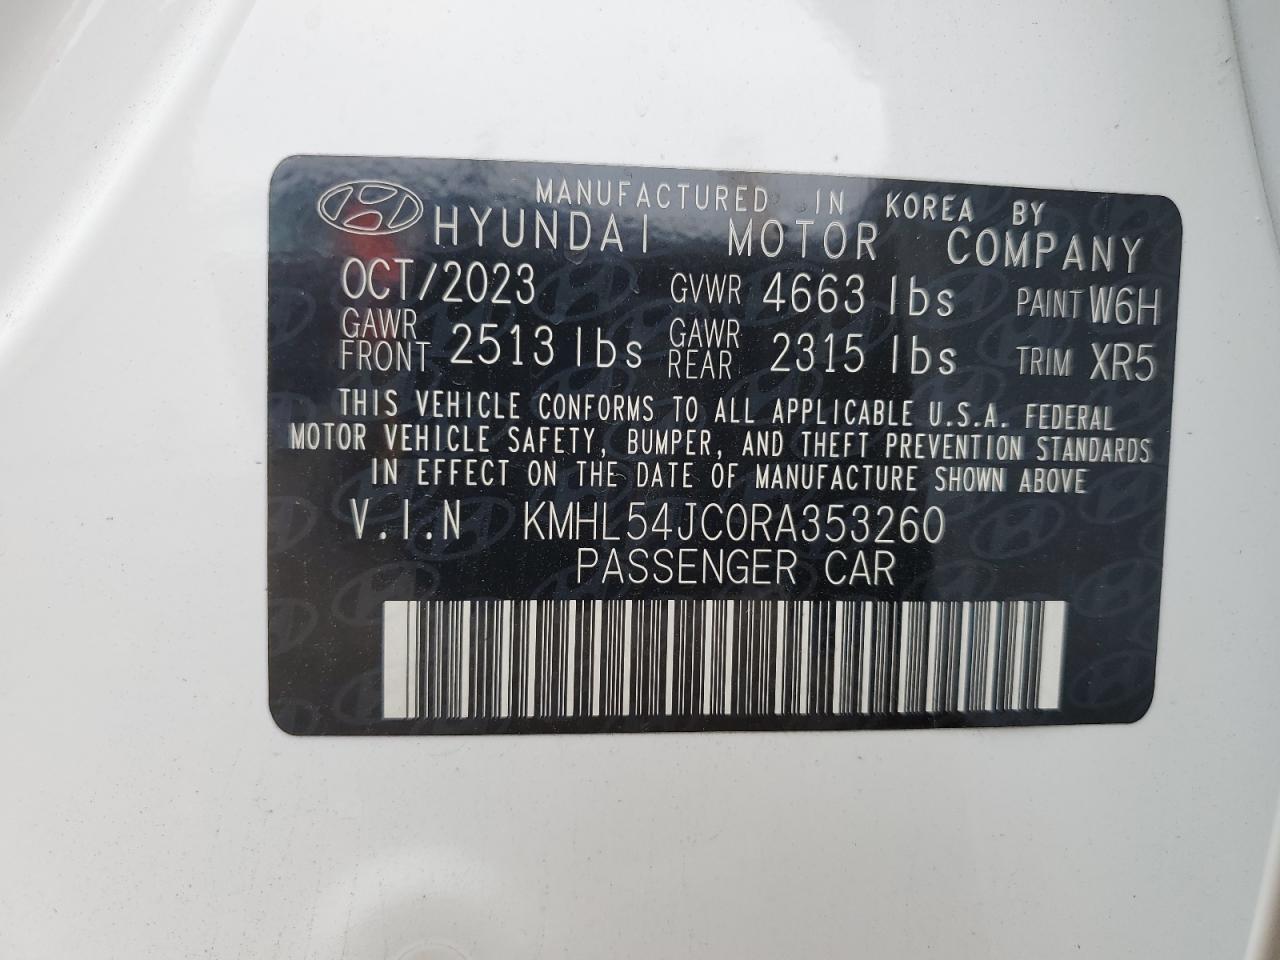 MANUFACTURED IN KOREA BY
HYUNDAI MOTOR COMPANY
OCT/2023 GVWR 4663 lbs PAINT W6H
GAWR FRONT 2513 lbs GAWR REAR 2315 lbs TRIM XR5
THIS VEHICLE CONFORMS TO ALL APPLICABLE U.S.A. FEDERAL
MOTOR VEHICLE SAFETY, BUMPER, AND THEFT PREVENTION STANDARDS
IN EFFECT ON THE DATE OF MANUFACTURE SHOWN ABOVE
V.I.N KMHL54JC0RA353260
PASSENGER CAR